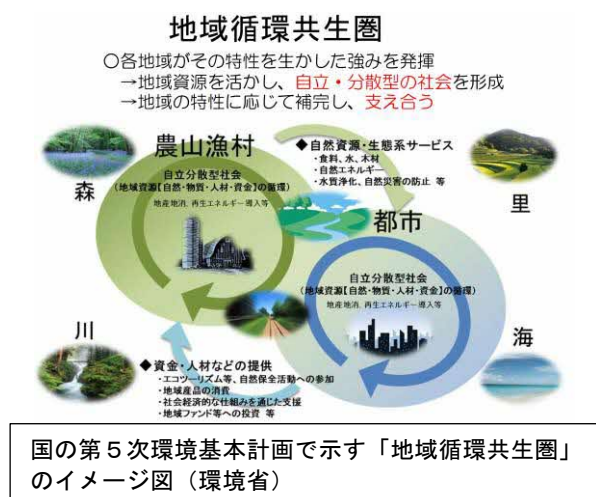 地域循環共生圏
○各地域がその特性を生かした強みを発揮
→地域資源を活かし、自立・分散型の社会を形成
→地域の特性に応じて補完し、支え合う
農山漁村
森
自立分散型社会
(地域資源【自然・物質・人材・資金】の循環)
地産地消、再生エネルギー導入等
◆自然資源・生態系サービス
・食料、水、木材
・自然エネルギー
・水質浄化、自然災害の防止 等
里
都市
自立分散型社会
(地域資源【自然・物質・人材・資金】の循環)
地産地消、再生エネルギー導入等
川
海
◆資金・人材などの提供
・エコツーリズム等、自然保全活動への参加
・地域産品の消費
・社会経済的な仕組みを通じた支援
・地域ファンド等への投資 等
国の第５次環境基本計画で示す「地域循環共生圏」
のイメージ図（環境省）